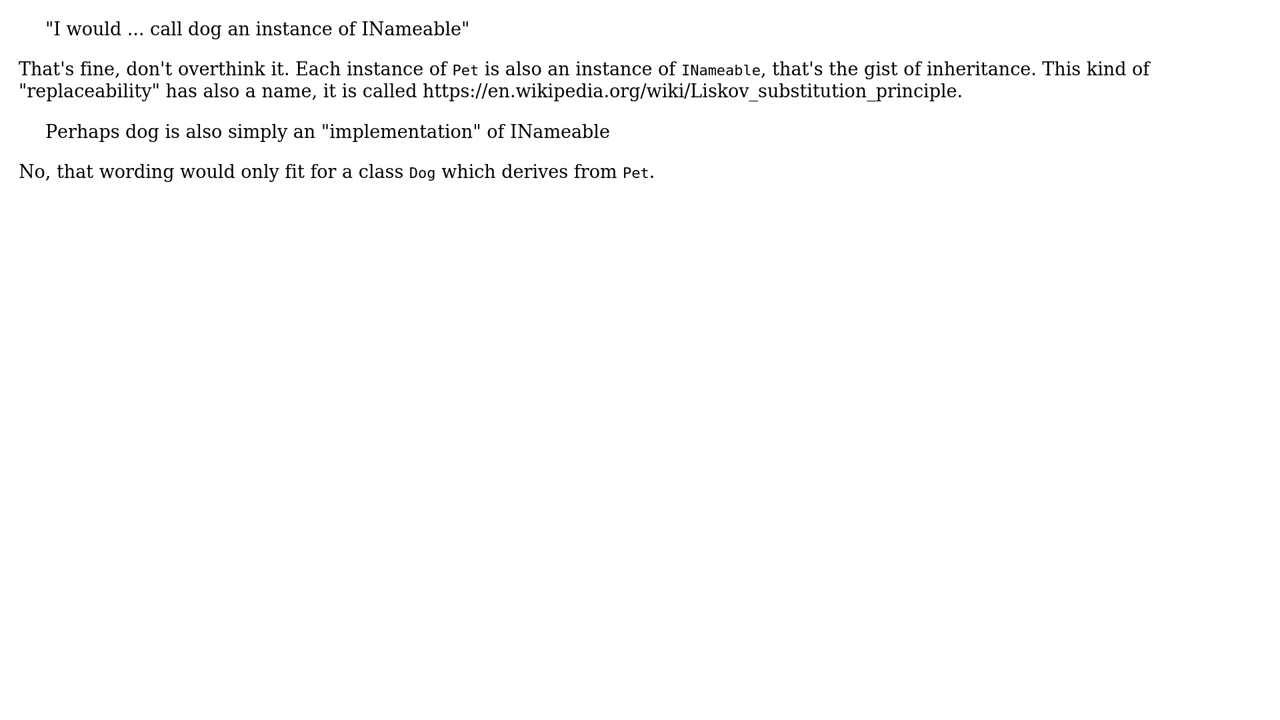 "I would ... call dog an instance of INameable"
That's fine, don't overthink it. Each instance of Pet is also an instance of INameable, that's the gist of inheritance. This kind of
"replaceability" has also a name, it is called https://en.wikipedia.org/wiki/Liskov_substitution_principle.
Perhaps dog is also simply an "implementation" of INameable
No, that wording would only fit for a class Dog which derives from Pet.